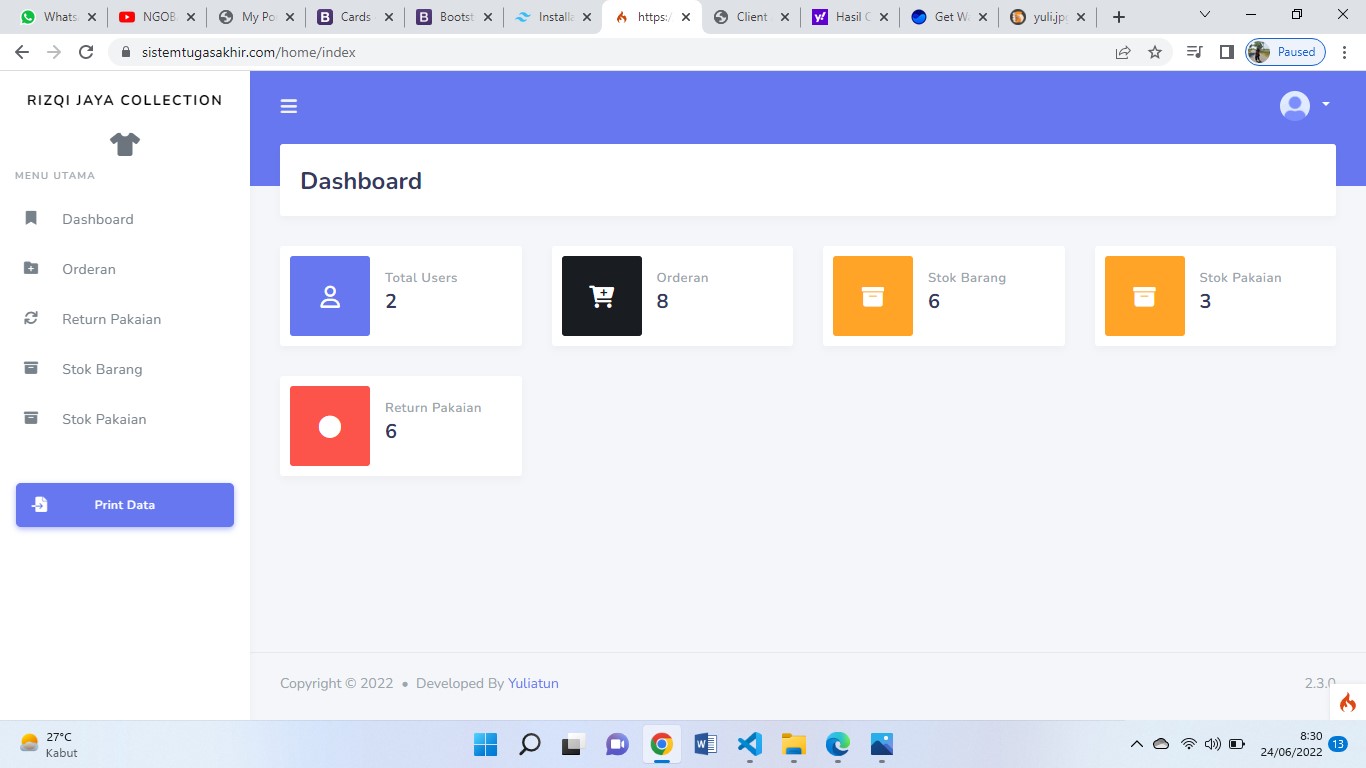 Whats
NGOB
My Po
Cards
Bootst
Install
https:/
Client
Hasil C
Get W
yuli.jp
sistemtugasakhir.com/home/index
Paused
RIZQI JAYA COLLECTION
MENU UTAMA
Dashboard
Orderan
Return Pakaian
Stok Barang
Stok Pakaian
Print Data
Dashboard
Total Users
2
Orderan
8
Stok Barang
6
Stok Pakaian
3
Return Pakaian
6
Copyright © 2022 • Developed By Yuliatun
2.3.0
27°C
Kabut
8:30
24/06/2022
13